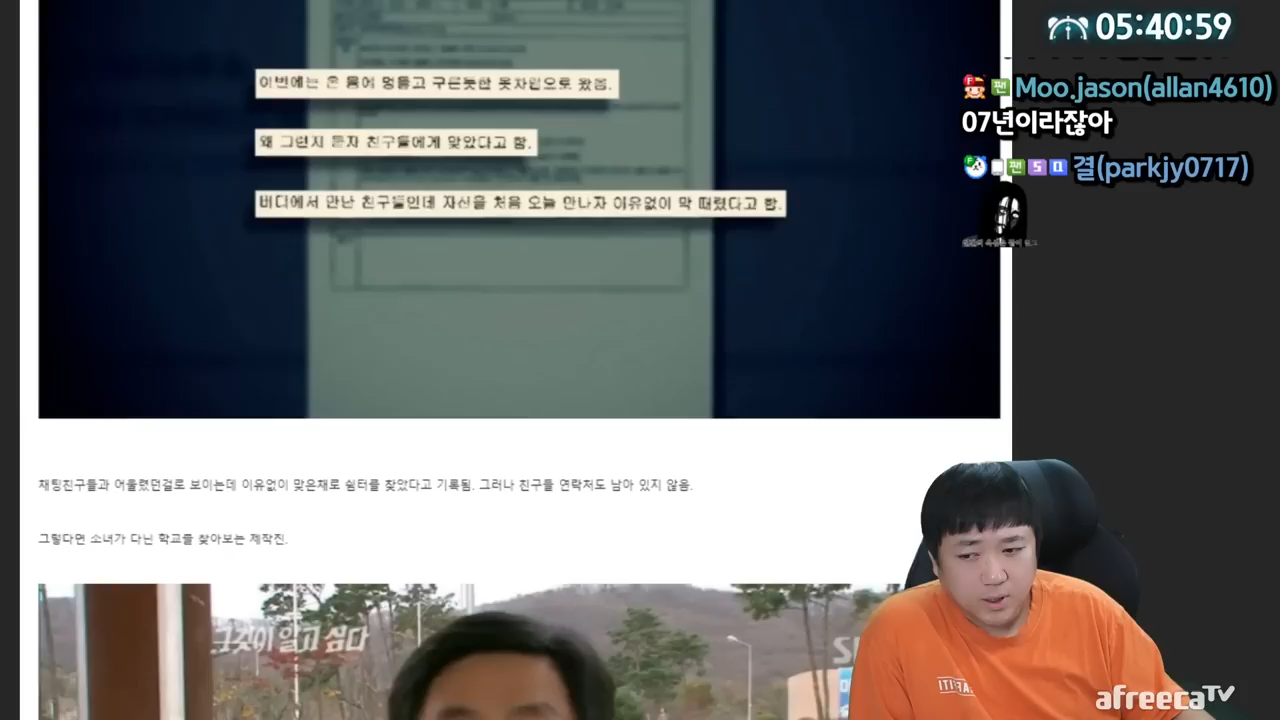 05:40:59
Moo.jason(allan4610)
07년이라잖아
결(parkjy0717)
이번에는 온 몸에 멍들고 구른듯한 옷차림으로 왔음.
왜 그런지 묻자 친구들에게 맞았다고 함.
버디에서 만난 친구들인데 자신을 처음 오늘 만나자 이유없이 막 때렸다고 함.
채팅친구들과 어울렸던걸로 보이는데 이유없이 맞은채로 쉼터를 찾았다고 기록됨. 그러나 친구들 연락처도 남아 있지 않음.
그렇다면 소녀가 다닌 학교를 찾아보는 제작진.
그것이 알고 싶다
afreecaTV